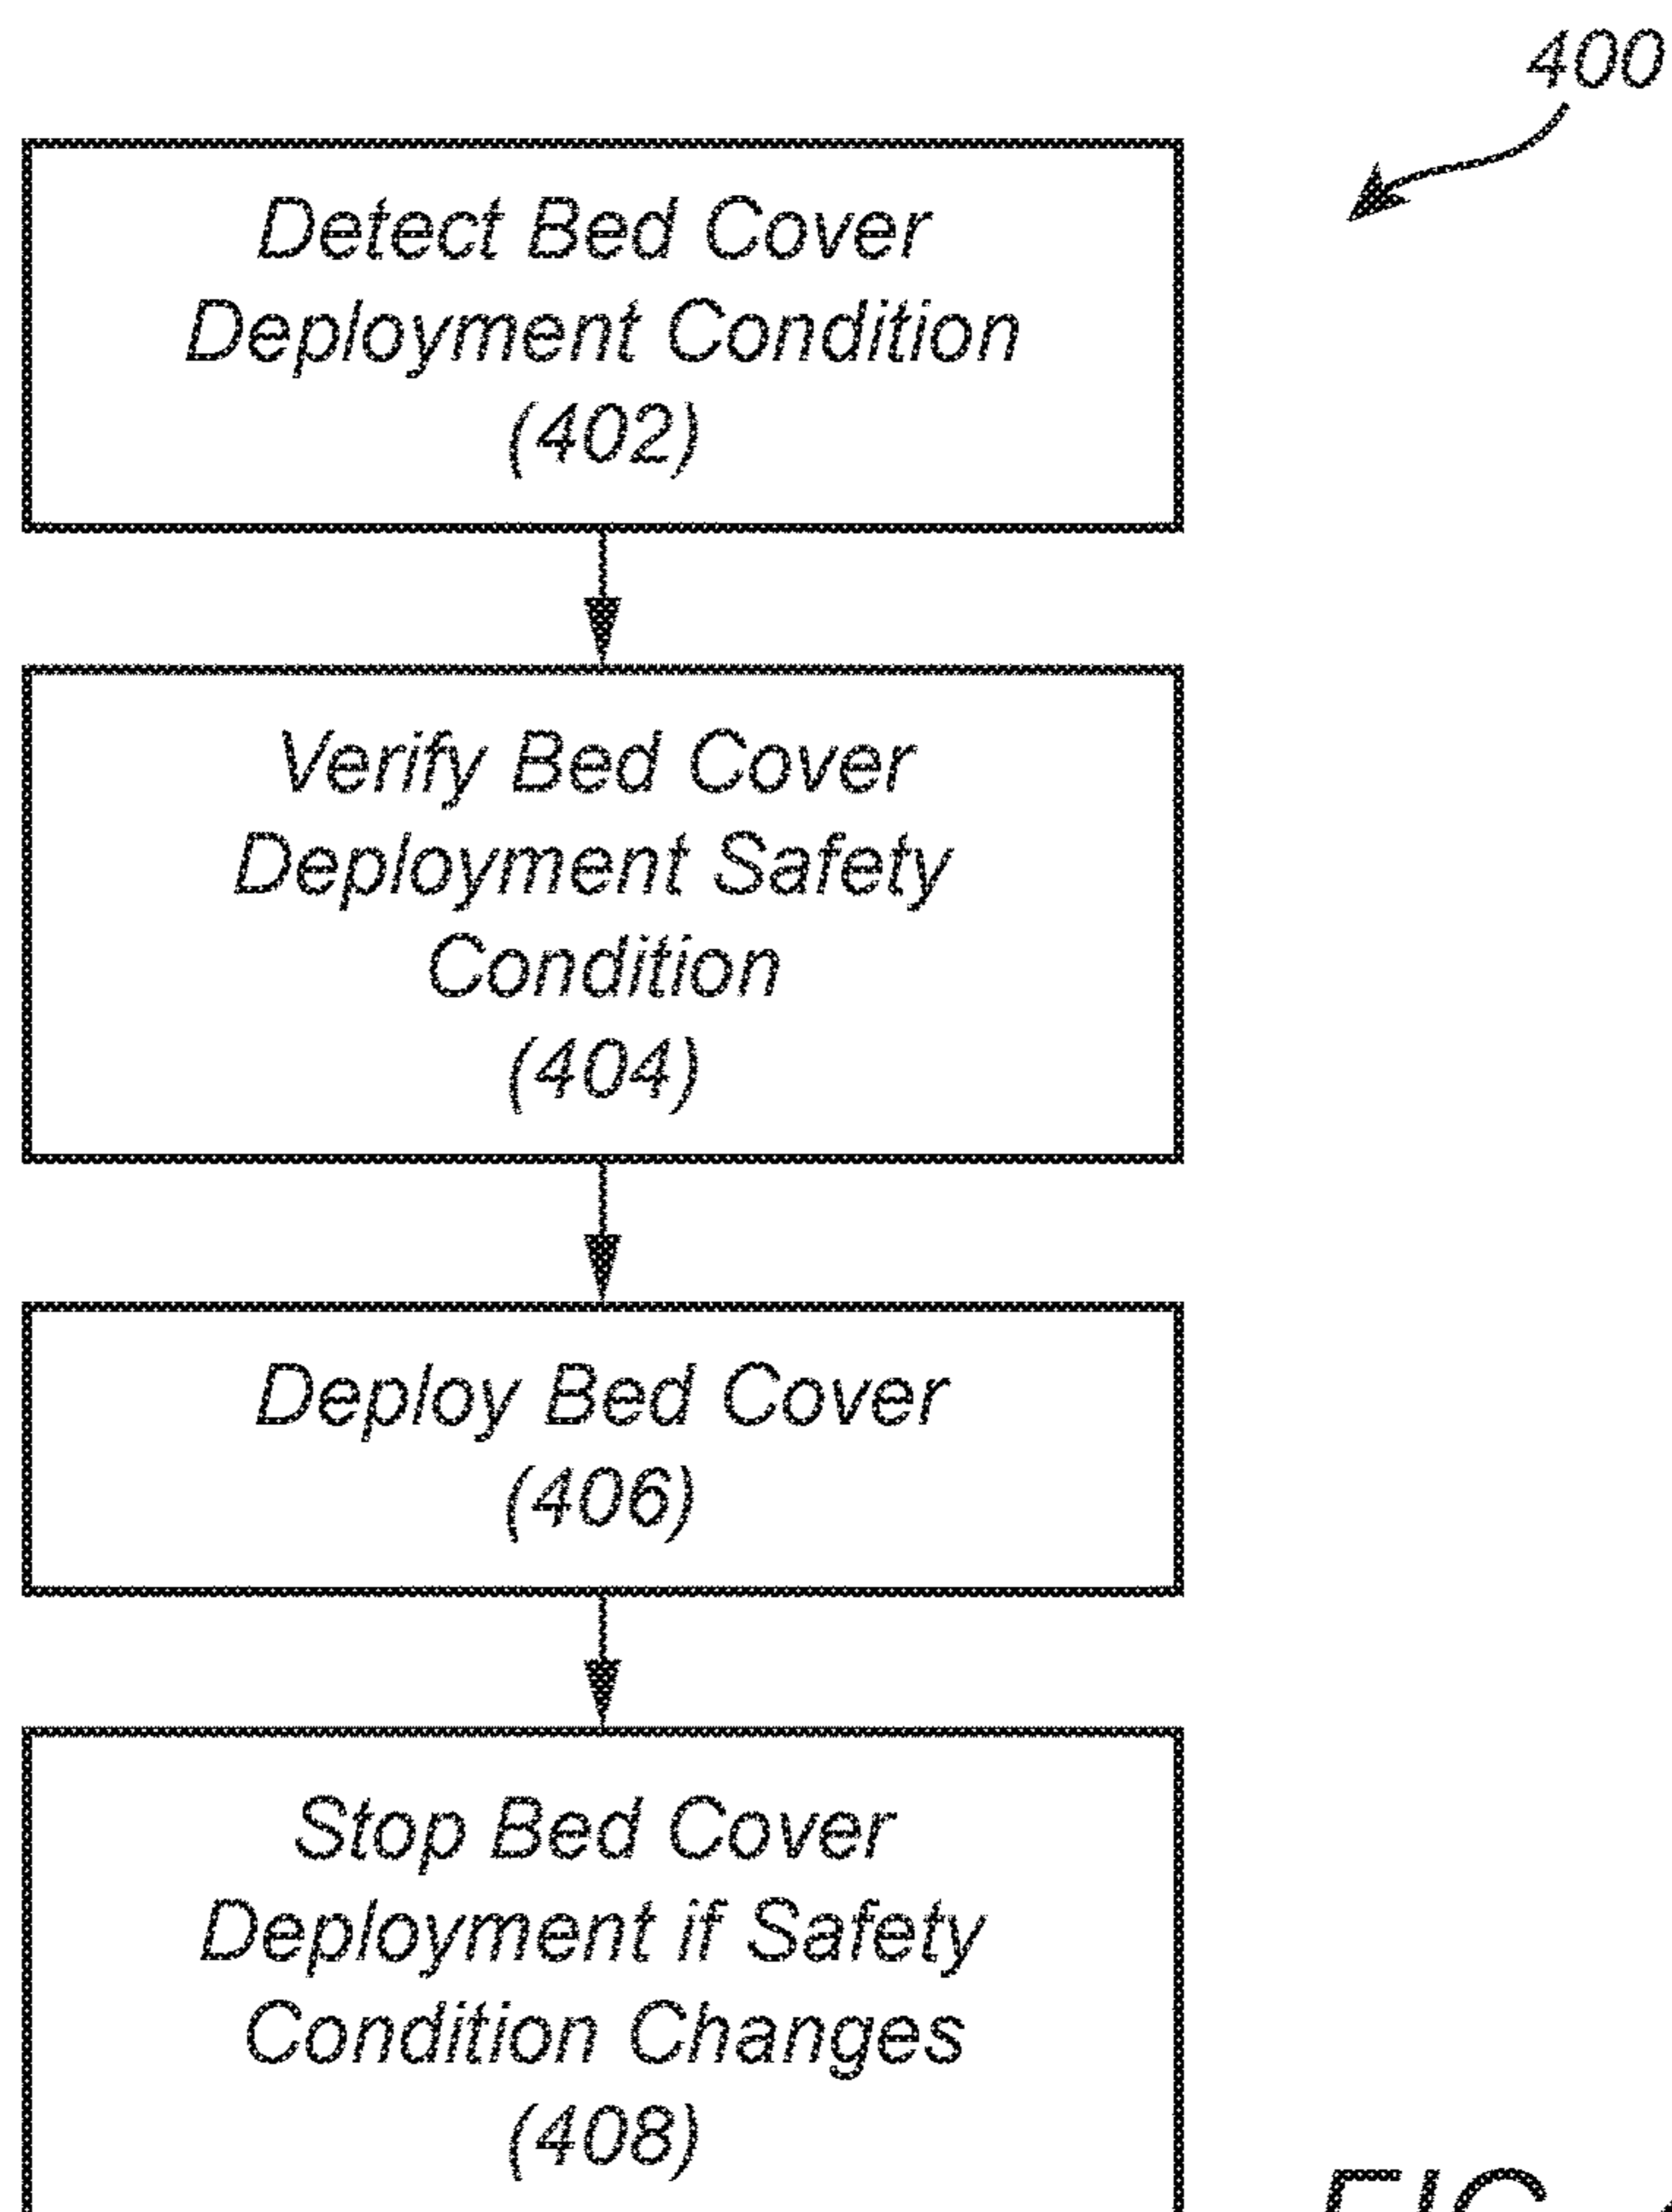 400
Detect Bed Cover
Deployment Condition
(402)
Verify Bed Cover
Deployment Safety
Condition
(404)
Deploy Bed Cover
(406)
Stop Bed Cover
Deployment if Safety
Condition Changes
(408)
FIG